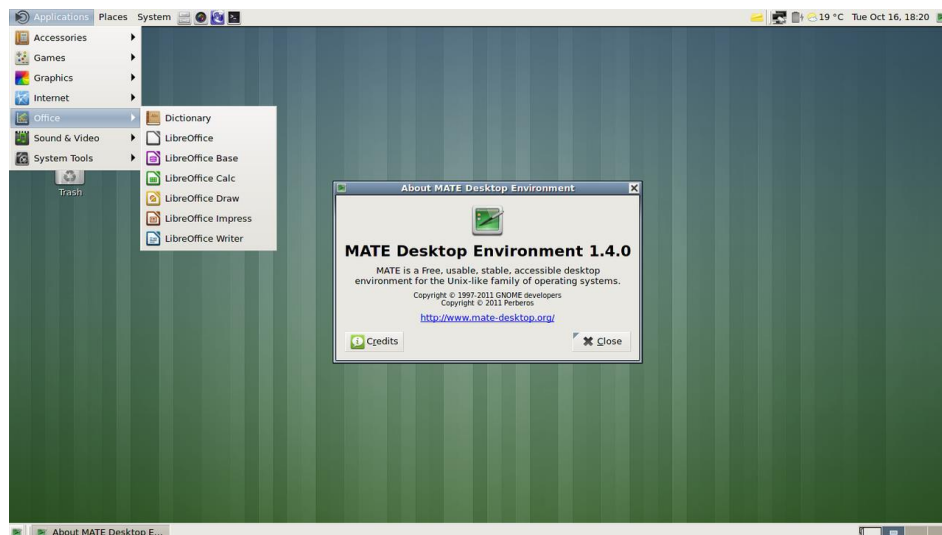 Applications Places System 19 °C Tue Oct 16, 18:20
Accessories
Games
Graphics
Internet
Office
Sound & Video
System Tools
Dictionary
LibreOffice
LibreOffice Base
LibreOffice Calc
LibreOffice Draw
LibreOffice Impress
LibreOffice Writer
Trash
About MATE Desktop Environment
MATE Desktop Environment 1.4.0
MATE is a Free, usable, stable, accessible desktop
environment for the Unix-like family of operating systems.
Copyright © 1997-2011 GNOME developers
Copyright © 2011 Perberos
http://www.mate-desktop.org/
Credits Close
About MATE Desktop E...